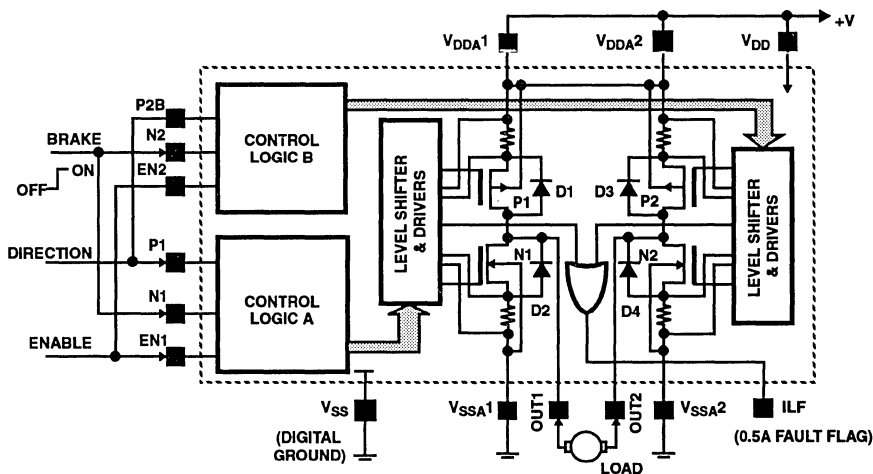 +V
VDDA1
VDDA2
VDD
P2B
BRAKE
N2
ON
OFF
EN2
CONTROL
LOGIC B
DIRECTION
P1
N1
ENABLE
EN1
CONTROL
LOGIC A
LEVEL SHIFTER
& DRIVERS
P1
D1
D3
P2
N1
D2
N2
D4
LEVEL SHIFTER
& DRIVERS
VSS
(DIGITAL
GROUND)
VSSA1
OUT1
OUT2
VSSA2
ILF
(0.5A FAULT FLAG)
LOAD